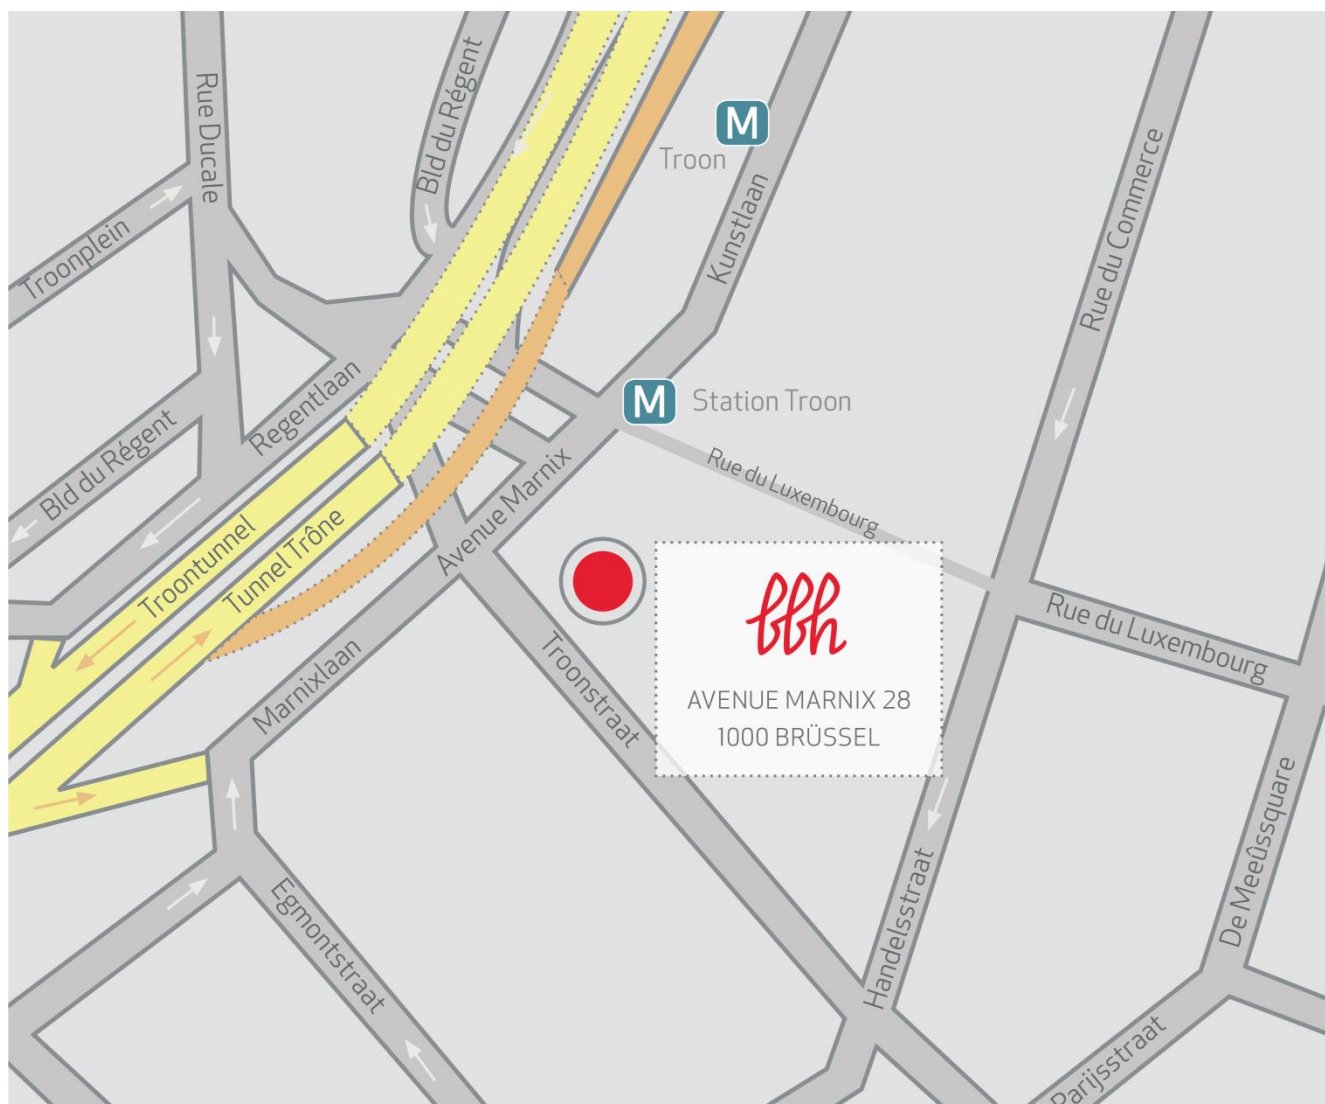 Rue Ducale
Bld du Régent
M
Troon
Kunstlaan
Rue du Commerce
Troonplein
M
Station Troon
Regentlaan
Bld du Régent
Rue du Luxembourg
Avenue Marnix
Troontunnel
Tunnel Trône
bbh
AVENUE MARNIX 28
1000 BRÜSSEL
Rue du Luxembourg
Marnixlaan
Troonstraat
De Meeûssquare
Handelsstraat
Egmontstraat
Parijsstraat